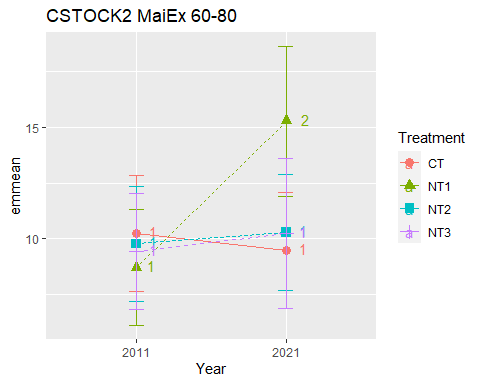 CSTOCK2 MaiEx 60-80
emmean
15
10
2
1
1
1
1
1
2011
2021
Year
Treatment
a CT
a NT1
a NT2
a NT3